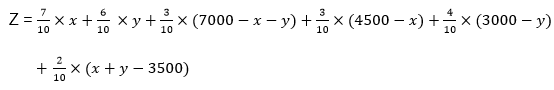 Z = 7/10 × x + 6/10 × y + 3/10 × (7000 − x − y) + 3/10 × (4500 − x) + 4/10 × (3000 − y)
+ 2/10 × (x + y − 3500)